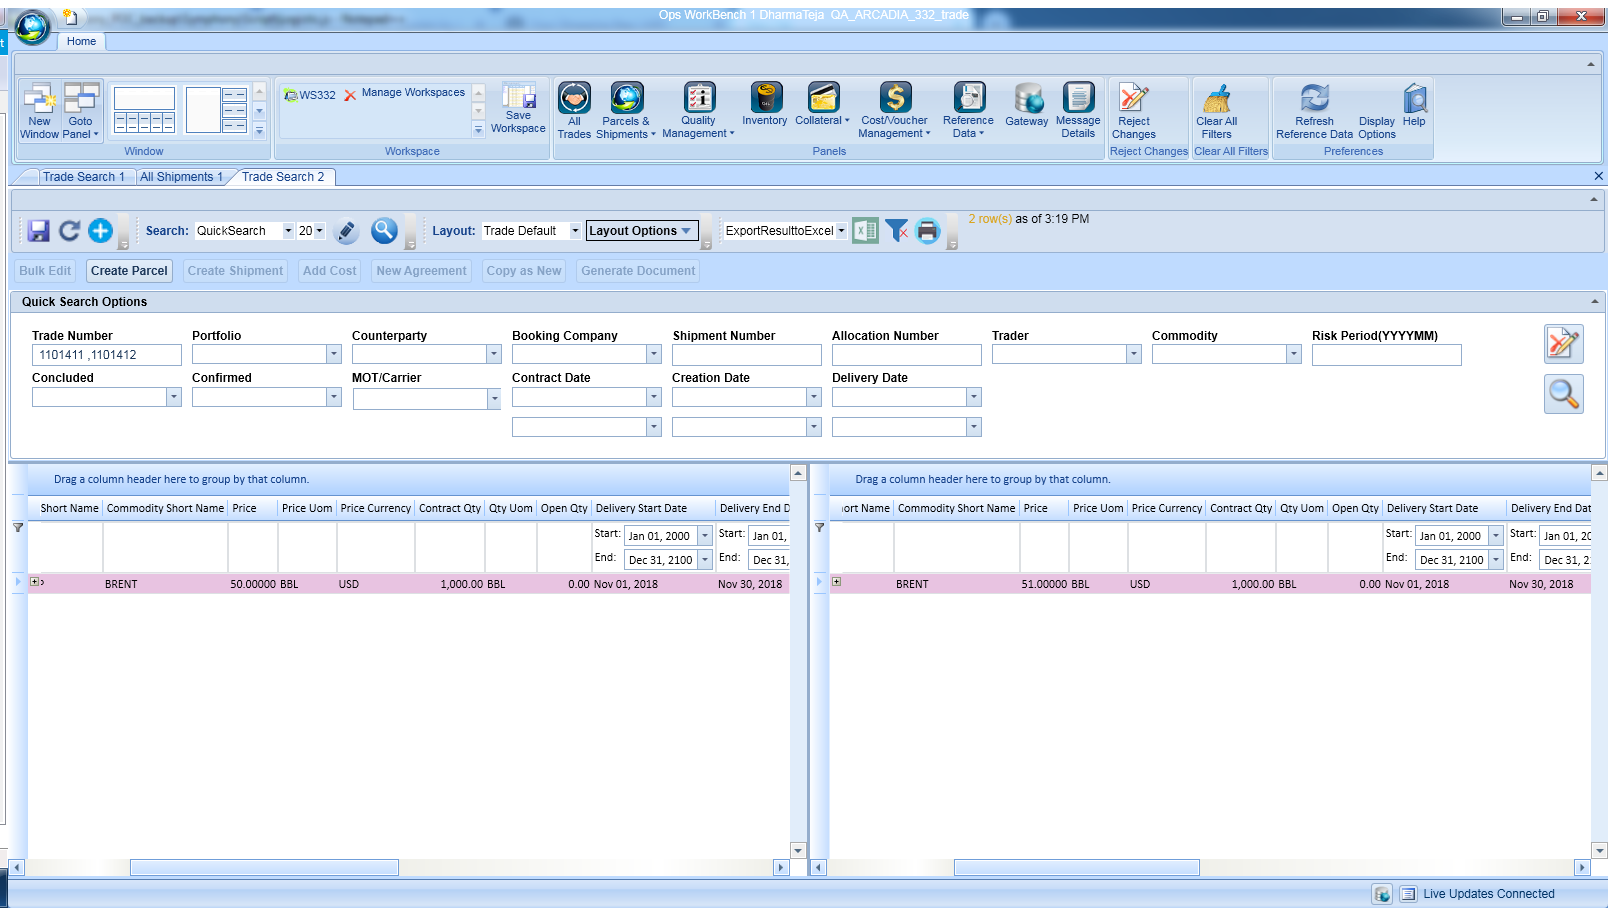 Ops WorkBench 1 DharmaTeja QA_ARCADIA_332_trade
Home
New Window
Goto Panel
WS332
Manage Workspaces
Save Workspace
All Trades
Parcels & Shipments
Quality Management
Inventory
Collateral
Cost/Voucher Management
Reference Data
Gateway
Message Details
Reject Changes
Clear All Filters
Refresh Reference Data
Display Options
Help
Window
Workspace
Panels
Reject Changes
Clear All Filters
Preferences
Trade Search 1
All Shipments 1
Trade Search 2
Search: QuickSearch 20
Layout: Trade Default
Layout Options
ExportResulttoExcel
2 row(s) as of 3:19 PM
Bulk Edit
Create Parcel
Create Shipment
Add Cost
New Agreement
Copy as New
Generate Document
Quick Search Options
Trade Number Portfolio Counterparty Booking Company Shipment Number Allocation Number Trader Commodity Risk Period(YYYYMM)
1101411 ,1101412
Concluded Confirmed MOT/Carrier Contract Date Creation Date Delivery Date
Drag a column header here to group by that column.
Short Name Commodity Short Name Price Price Uom Price Currency Contract Qty Qty Uom Open Qty Delivery Start Date Delivery End D
Start: Jan 01, 2000 Start: Jan 01,
End: Dec 31, 2100 End: Dec 31,
BRENT 50.00000 BBL USD 1,000.00 BBL 0.00 Nov 01, 2018 Nov 30, 2018
Drag a column header here to group by that column.
ort Name Commodity Short Name Price Price Uom Price Currency Contract Qty Qty Uom Open Qty Delivery Start Date Delivery End Dat
Start: Jan 01, 2000 Start: Jan 01, 20
End: Dec 31, 2100 End: Dec 31, 2
BRENT 51.00000 BBL USD 1,000.00 BBL 0.00 Nov 01, 2018 Nov 30, 2018
Live Updates Connected